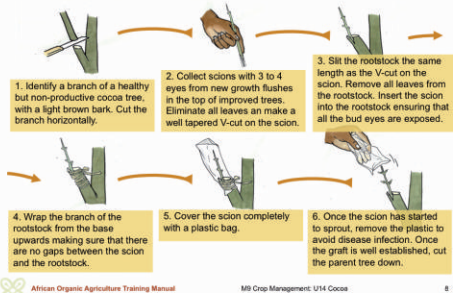 1. Identify a branch of a healthy
but non-productive cocoa tree,
with a light brown bark. Cut the
branch horizontally.
2. Collect scions with 3 to 4
eyes from new growth flushes
in the top of improved trees.
Eliminate all leaves an make a
well tapered V-cut on the scion.
3. Slit the rootstock the same
length as the V-cut on the
scion. Remove all leaves from
the rootstock. Insert the scion
into the rootstock ensuring that
all the bud eyes are exposed.
4. Wrap the branch of the
rootstock from the base
upwards making sure that there
are no gaps between the scion
and the rootstock.
5. Cover the scion completely
with a plastic bag.
6. Once the scion has started
to sprout, remove the plastic to
avoid disease infection. Once
the graft is well established, cut
the parent tree down.
African Organic Agriculture Training Manual
M9 Crop Management: U14 Cocoa
8